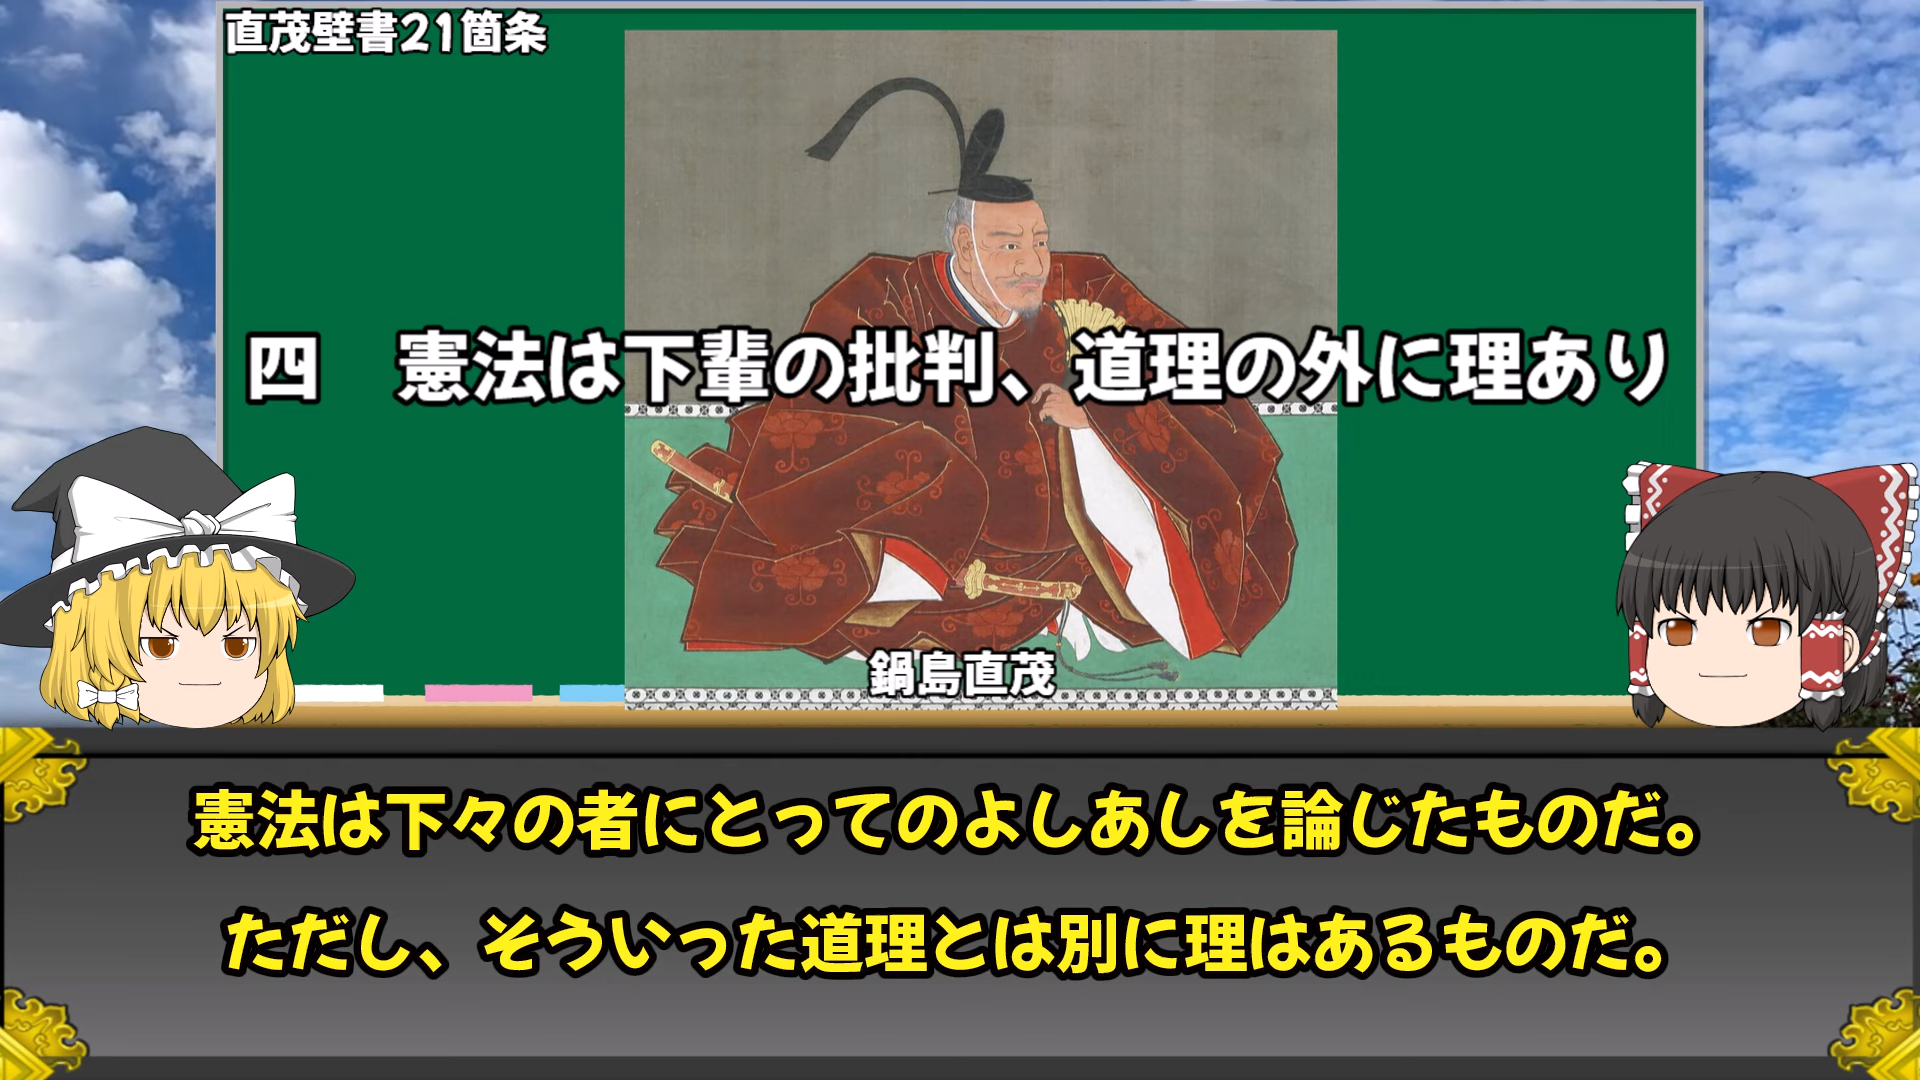 直茂壁書21箇条
四　憲法は下輩の批判、道理の外に理あり
鍋島直茂
憲法は下々の者にとってのよしあしを論じたものだ。
ただし、そういった道理とは別に理はあるものだ。